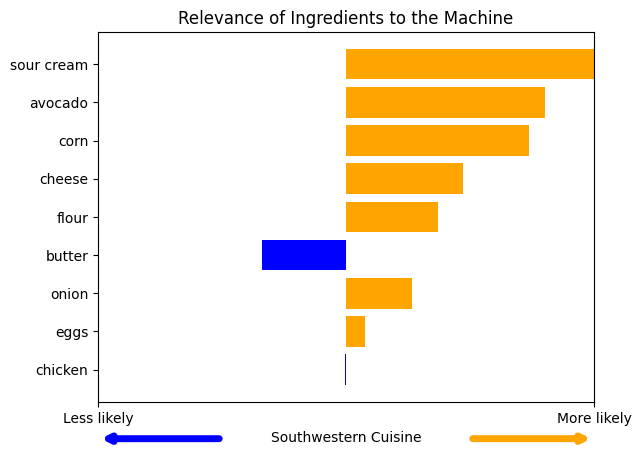 Relevance of Ingredients to the Machine
sour cream
avocado
corn
cheese
flour
butter
onion
eggs
chicken
Less likely
More likely
Southwestern Cuisine